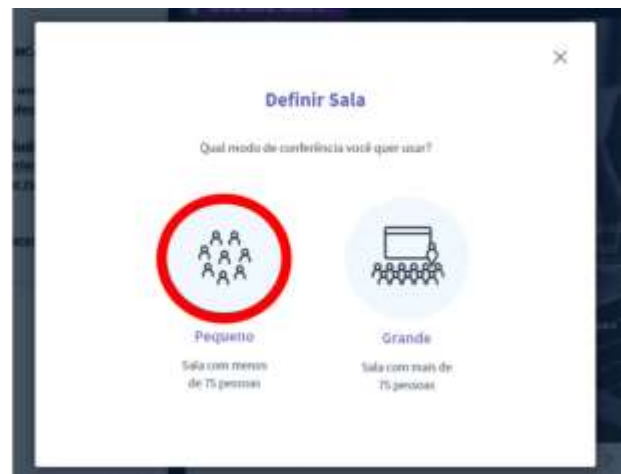 Definir Sala
Qual modo de conferência você quer usar?
Pequeno
Sala com menos
de 75 pessoas
Grande
Sala com mais de
75 pessoas